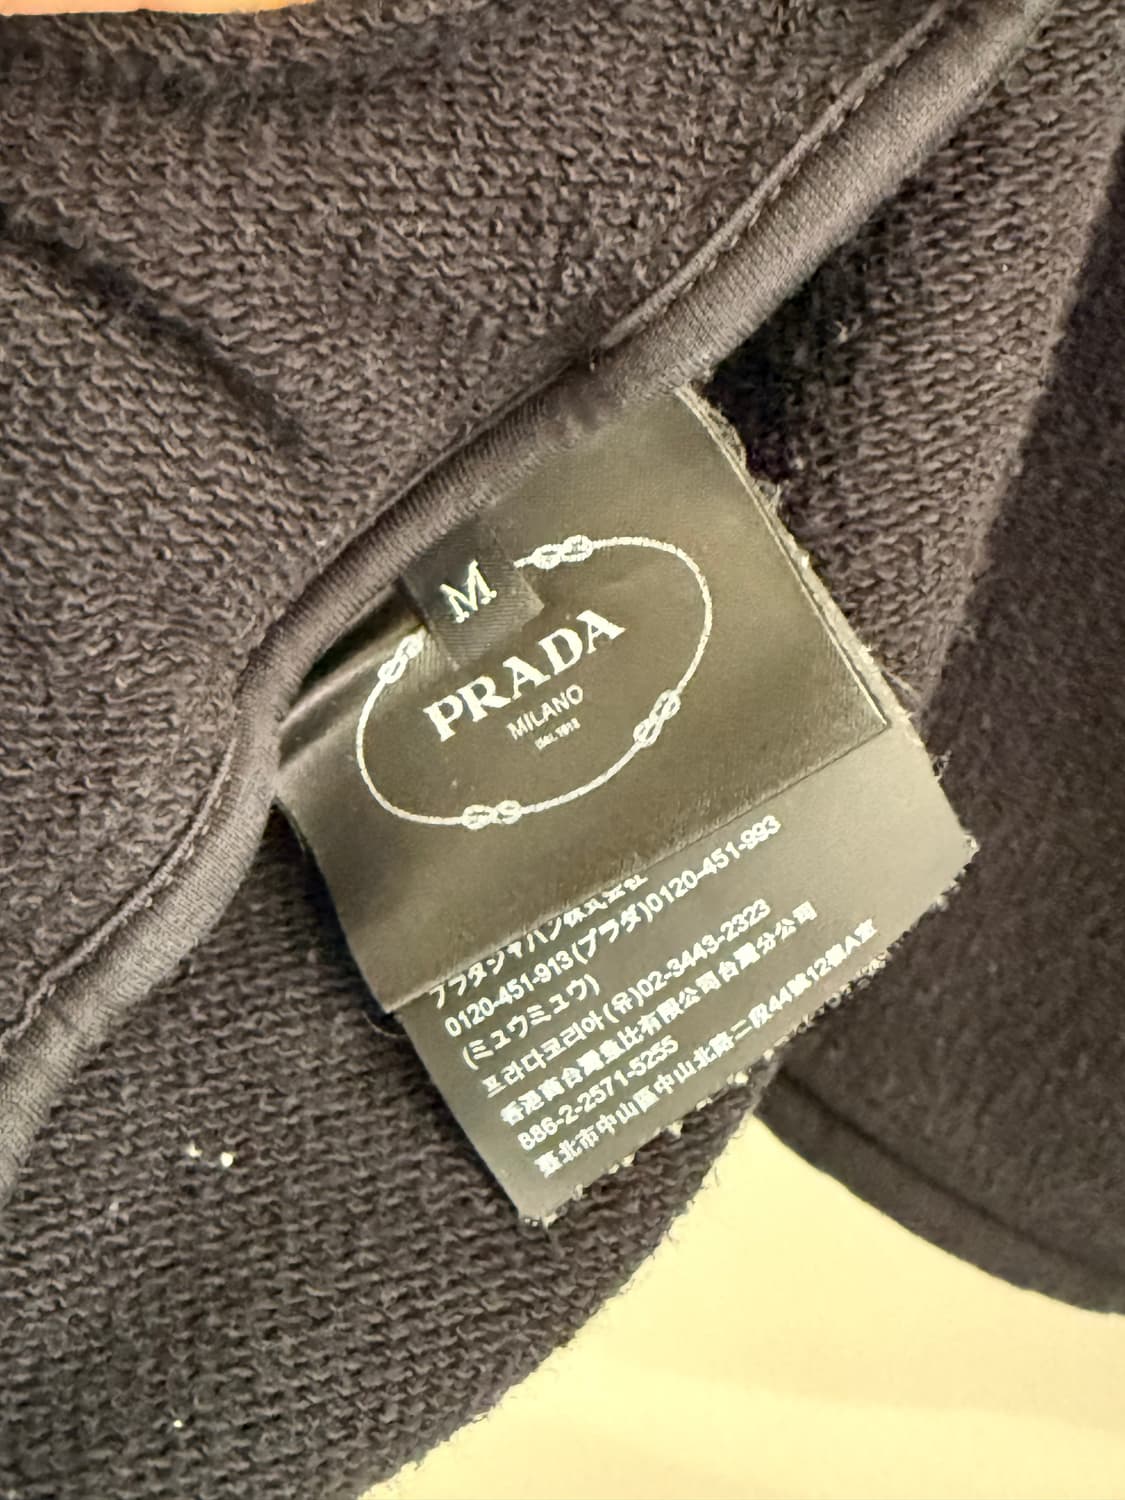 M
PRADA
MILANO
プラダジャパン株式会社
0120-451-913(プラダ)0120-451-993
(ミュウミュウ)
프라다코리아(유)02-3443-2323
香港商台灣普比有限公司台灣分公司
886-2-2571-5255
臺北市中山區中山北路二段44號12樓A室